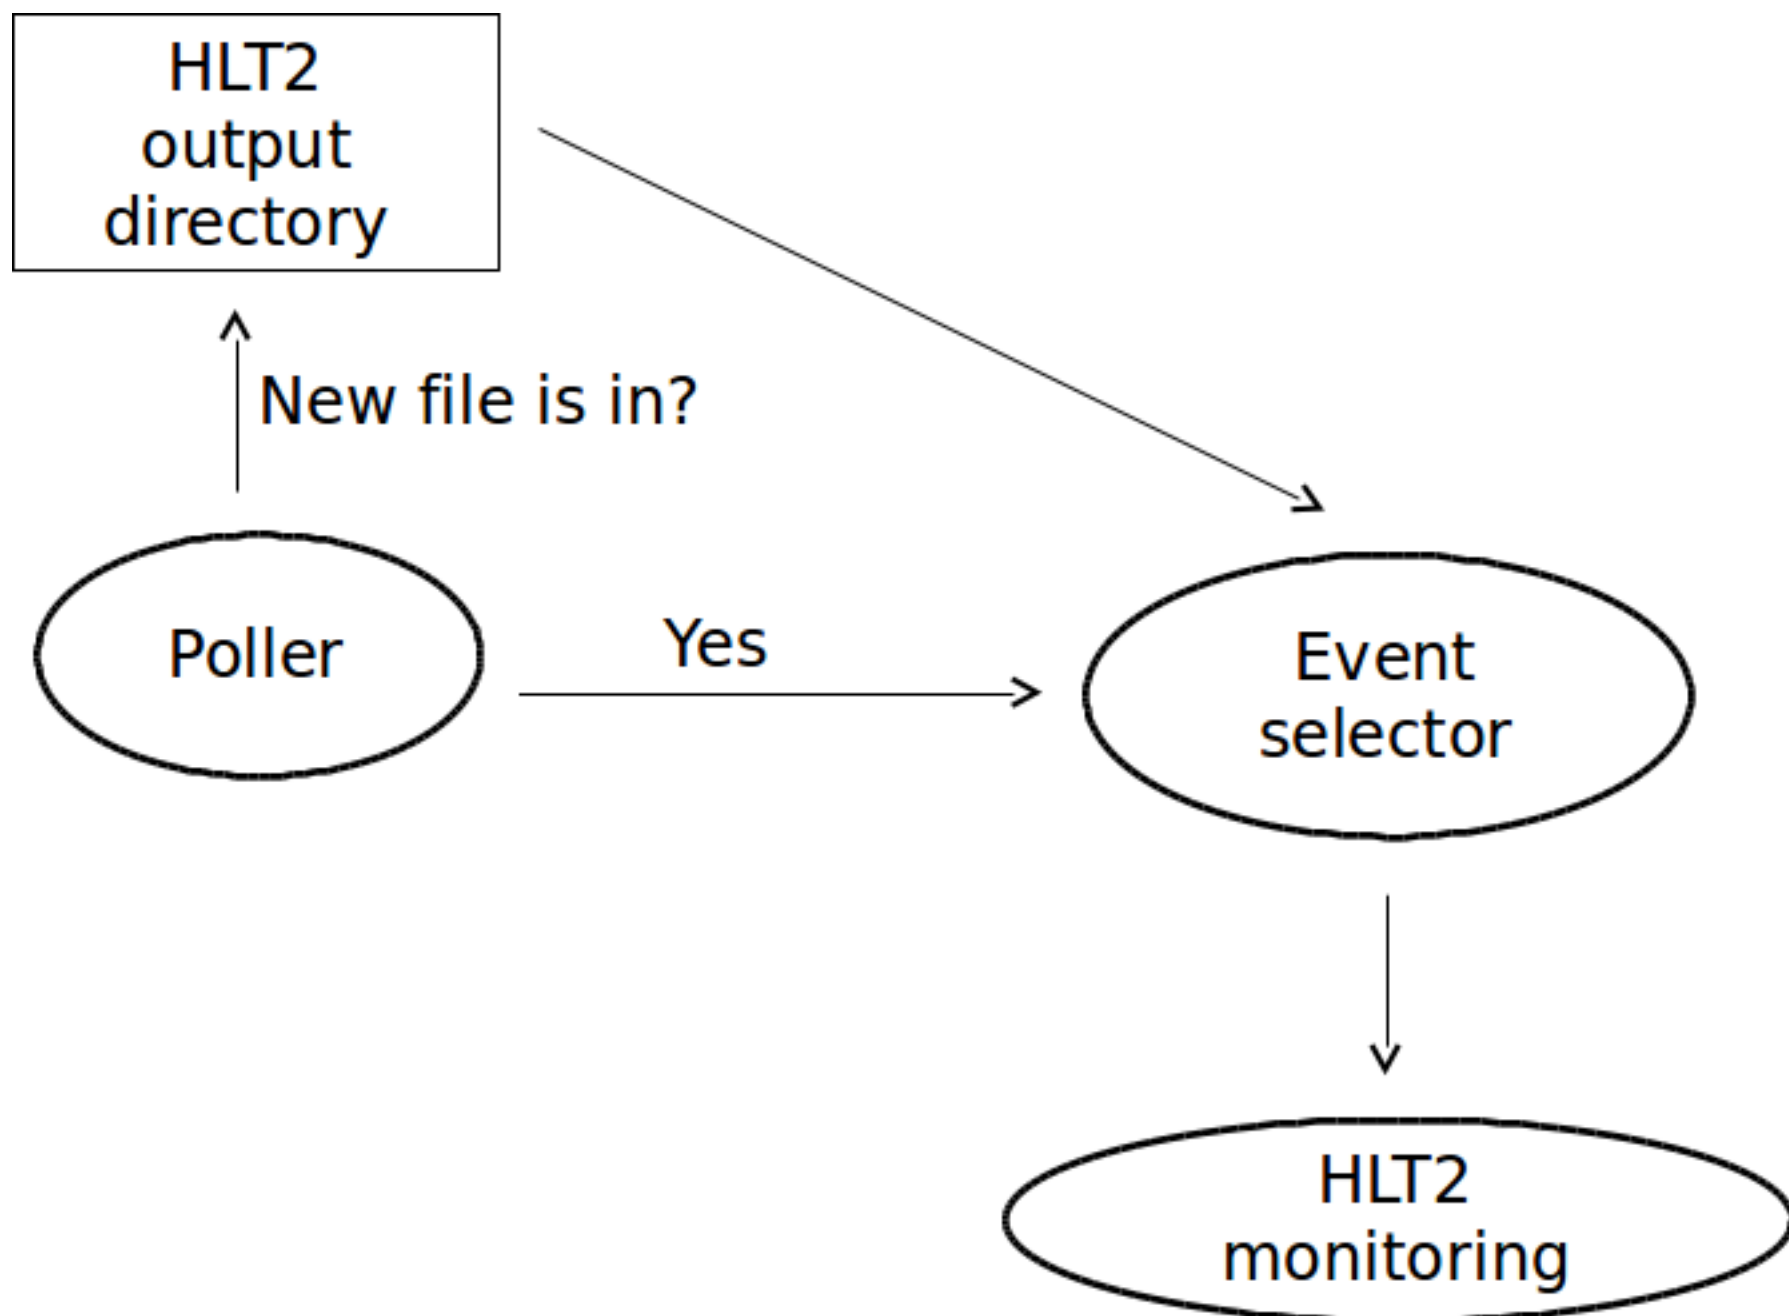 HLT2
output
directory
New file is in?
Poller
Yes
Event
selector
HLT2
monitoring